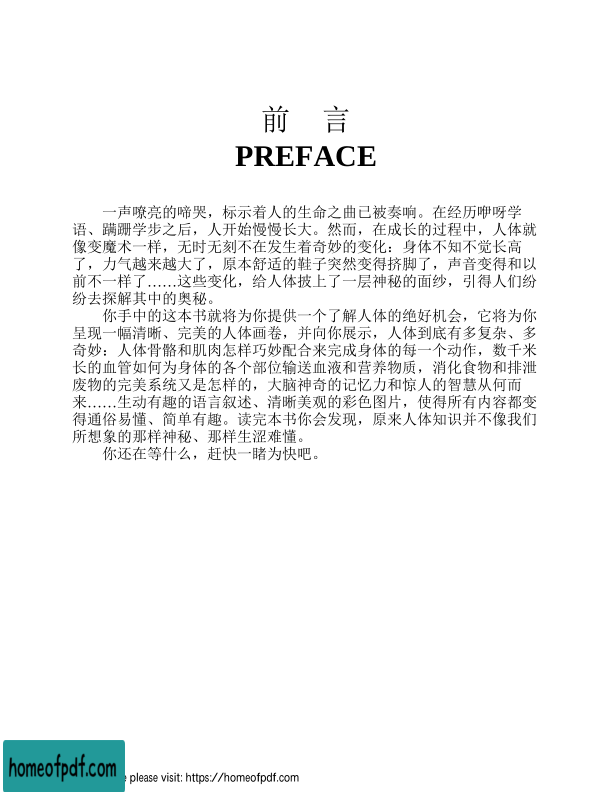 前　言
PREFACE
一声嘹亮的啼哭，标示着人的生命之曲已被奏响。在经历咿呀学
语、蹒跚学步之后，人开始慢慢长大。然而，在成长的过程中，人体就
像变魔术一样，无时无刻不在发生着奇妙的变化：身体不知不觉长高
了，力气越来越大了，原本舒适的鞋子突然变得挤脚了，声音变得和以
前不一样了……这些变化，给人体披上了一层神秘的面纱，引得人们纷
纷去探解其中的奥秘。
你手中的这本书就将为你提供一个了解人体的绝好机会，它将为你
呈现一幅清晰、完美的人体画卷，并向你展示，人体到底有多复杂、多
奇妙：人体骨骼和肌肉怎样巧妙配合来完成身体的每一个动作，数千米
长的血管如何为身体的各个部位输送血液和营养物质，消化食物和排泄
废物的完美系统又是怎样的，大脑神奇的记忆力和惊人的智慧从何而
来……生动有趣的语言叙述、清晰美观的彩色图片，使得所有内容都变
得通俗易懂、简单有趣。读完本书你会发现，原来人体知识并不像我们
所想象的那样神秘、那样生涩难懂。
你还在等什么，赶快一睹为快吧。
homeofpdf.com
e please visit: https://homeofpdf.com